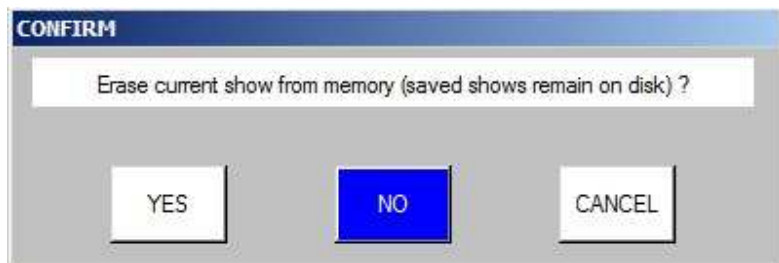 CONFIRM
Erase current show from memory (saved shows remain on disk) ?
YES NO CANCEL